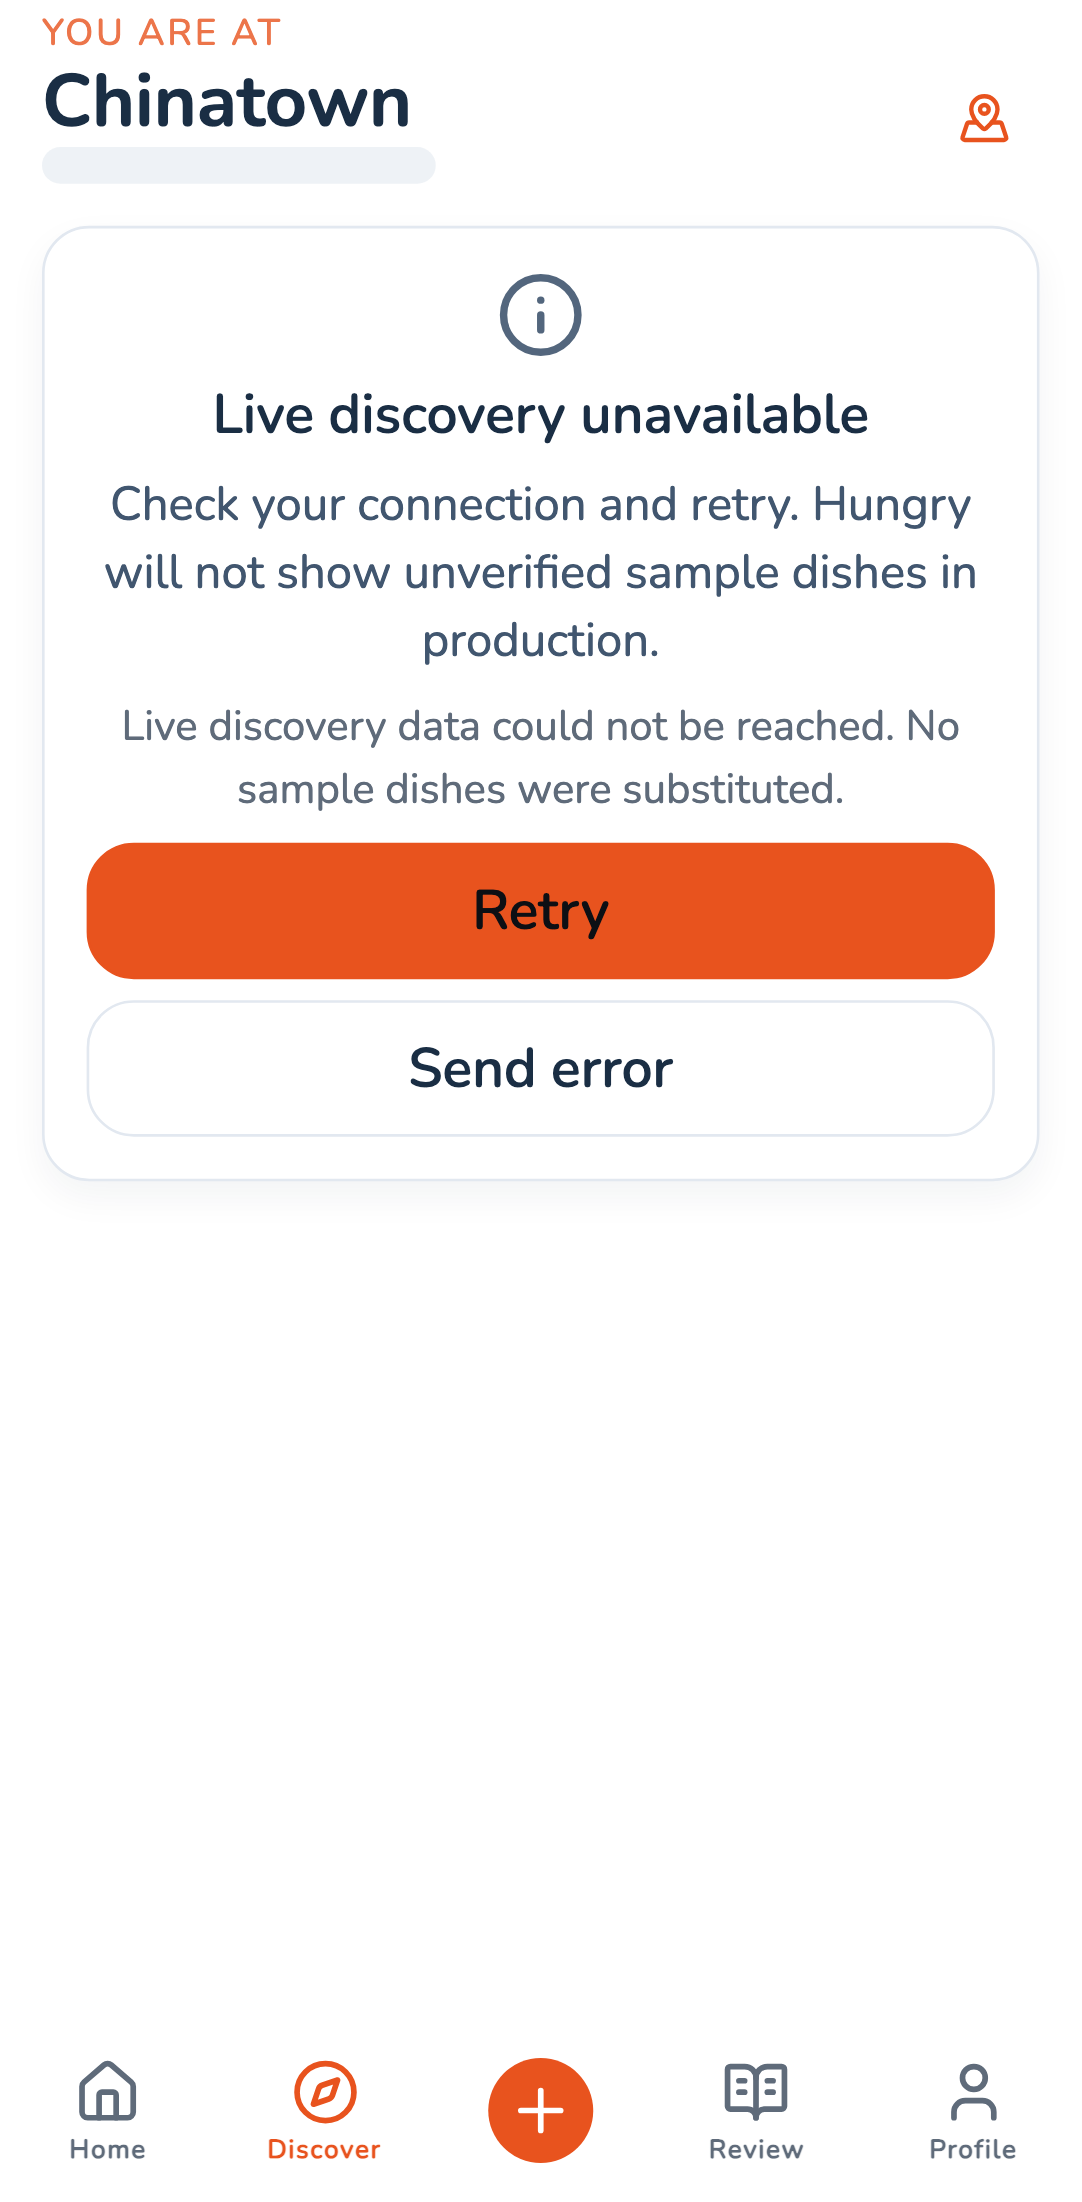 YOU ARE AT
Chinatown
Live discovery unavailable
Check your connection and retry. Hungry
will not show unverified sample dishes in
production.
Live discovery data could not be reached. No
sample dishes were substituted.
Retry
Send error
Home
Discover
Review
Profile